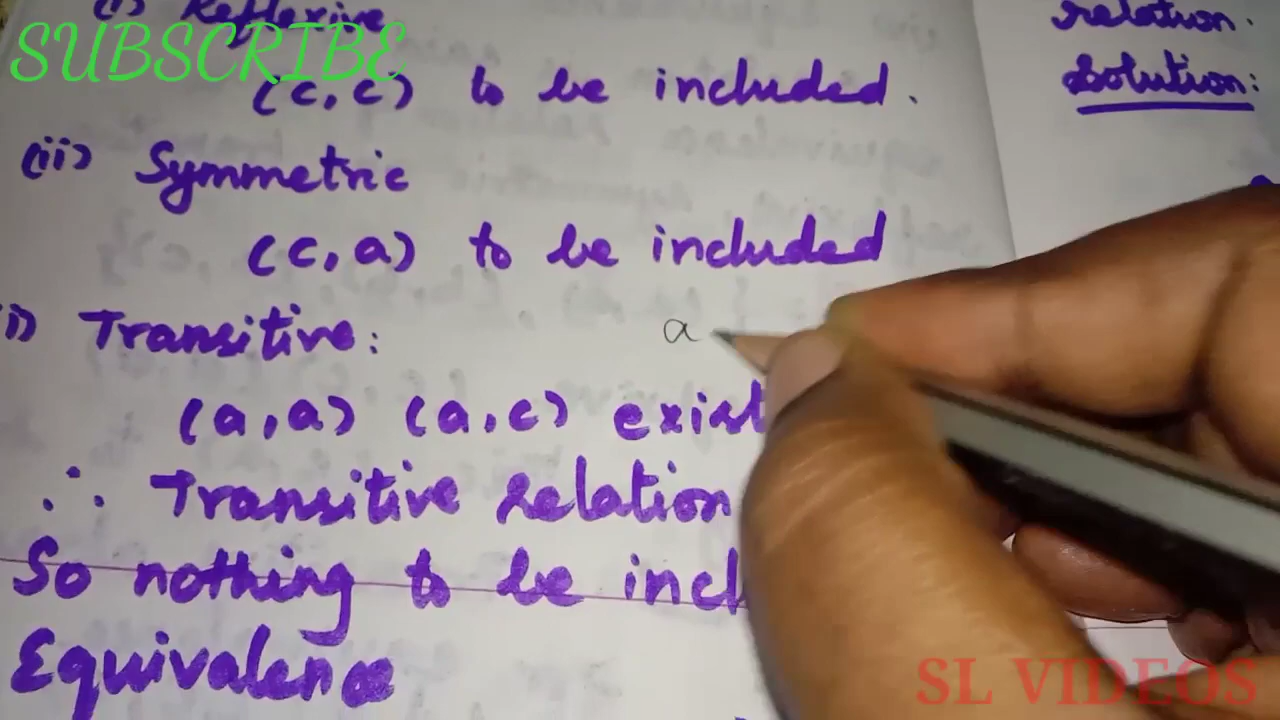 (i) Reflexive
SUBSCRIBE
(c,c) to be included.
(ii) Symmetric
(c,a) to be included
i) Transitive:
a
(a,a) (a,c) exist
∴ Transitive relation
So nothing to be incl
Equivalence
relation.
Solution:
SL VIDEOS